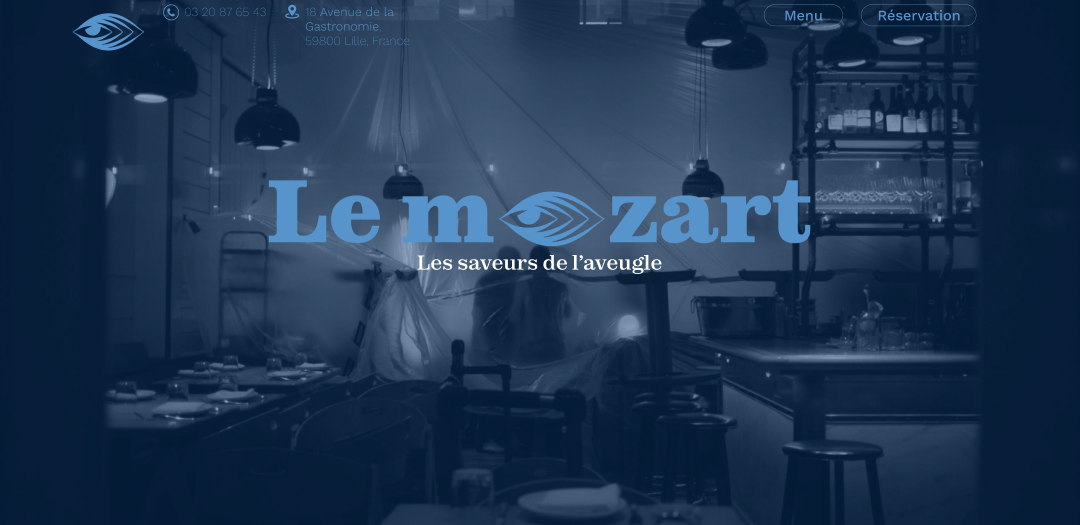 03 20 87 65 43
18 Avenue de la
Gastronomie,
59800 Lille, France
Menu
Réservation
Le mozart
Les saveurs de l'aveugle